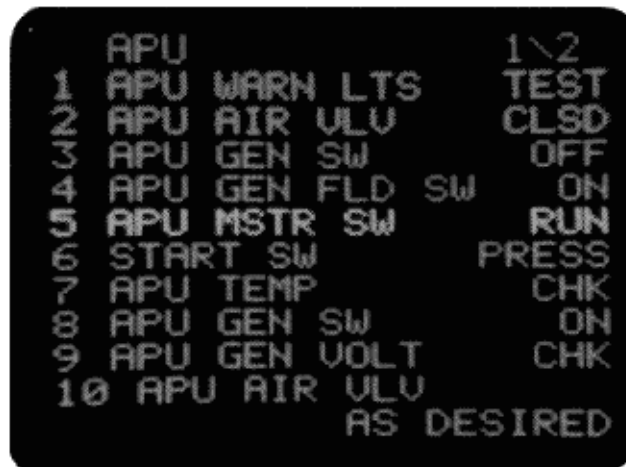 APU 1\2
1 APU WARN LTS TEST
2 APU AIR VLV CLSD
3 APU GEN SW OFF
4 APU GEN FLD SW ON
5 APU MSTR SW RUN
6 START SW PRESS
7 APU TEMP CHK
8 APU GEN SW ON
9 APU GEN VOLT CHK
10 APU AIR VLV
AS DESIRED